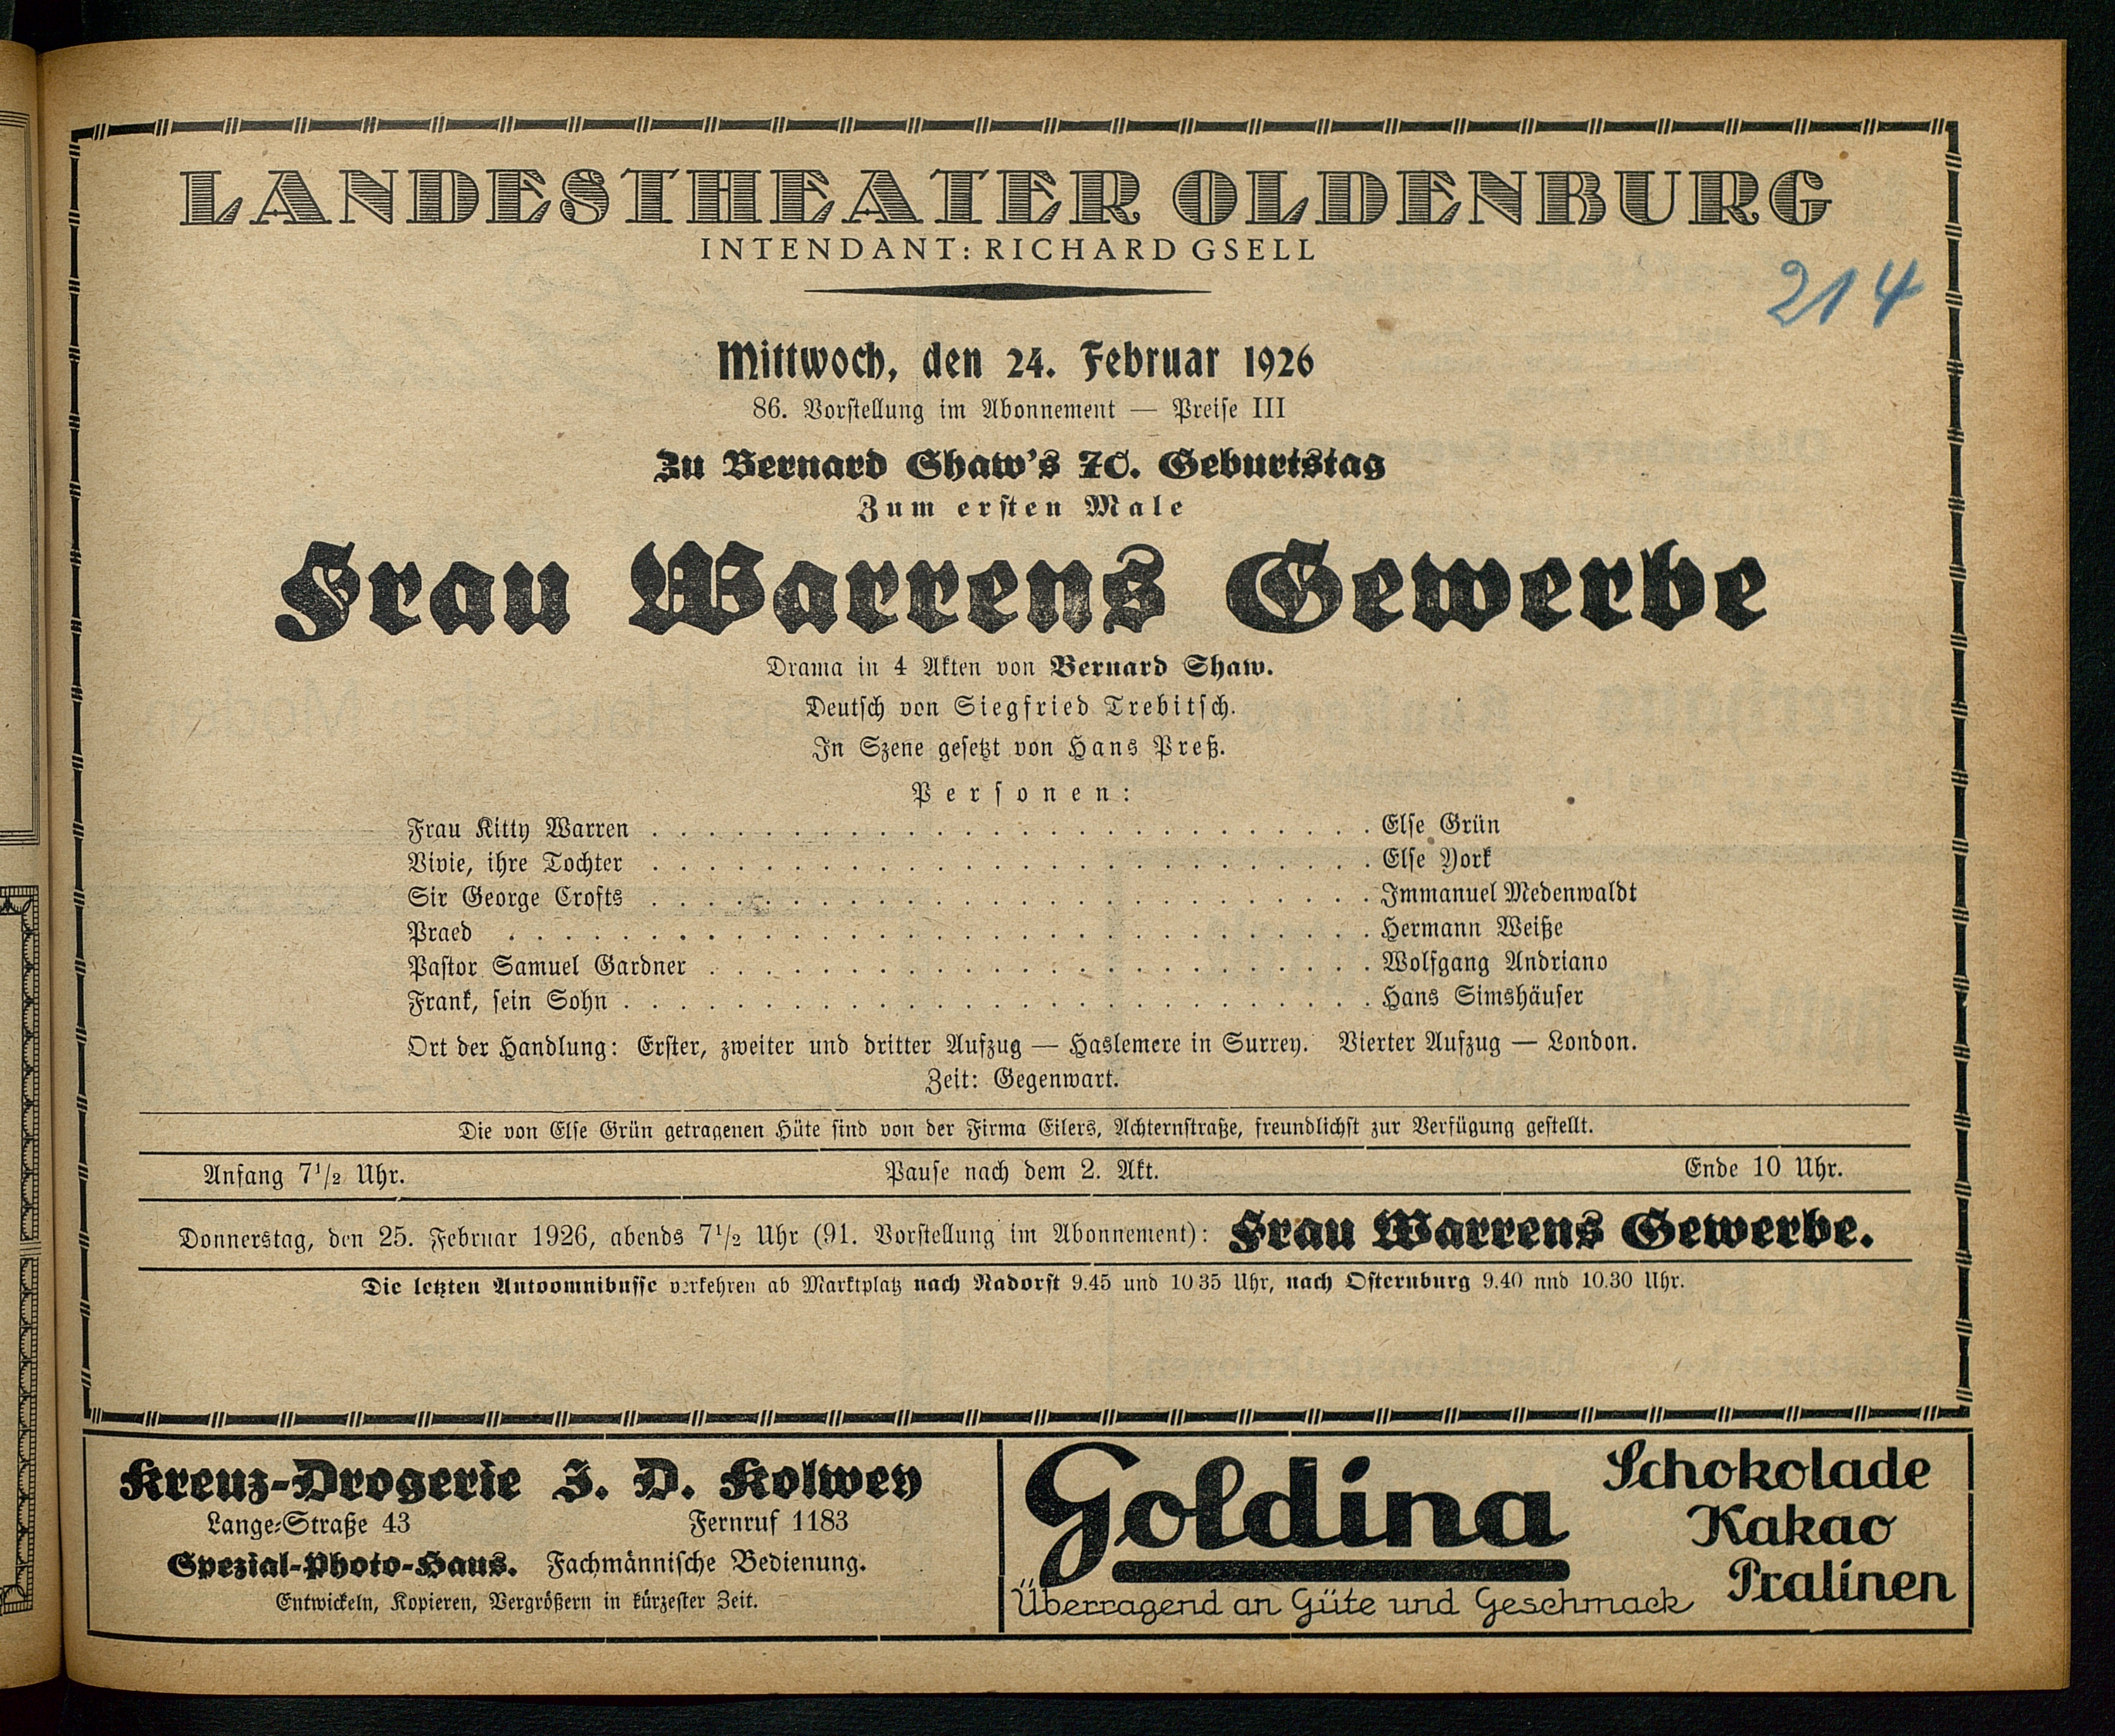 LANDESTHEATER OLDENBURG
INTENDANT: RICHARD GSELL
214
Mittwoch, den 24. Februar 1926
86. Vorstellung im Abonnement — Preise III
Zu Bernard Shaw's 70. Geburtstag
Zum ersten Male
Frau Warrens Gewerbe
Drama in 4 Akten von Bernard Shaw.
Deutsch von Siegfried Trebitsch.
In Szene gesetzt von Hans Preß.
Personen:
Frau Kitty Warren . . . . . . . . . . Else Grün
Vivie, ihre Tochter . . . . . . . . . . Else York
Sir George Crofts . . . . . . . . . . Immanuel Medenwaldt
Praed . . . . . . . . . . Hermann Weiße
Pastor Samuel Gardner . . . . . . . . . . Wolfgang Andriano
Frank, sein Sohn . . . . . . . . . . Hans Simshäuser
Ort der Handlung: Erster, zweiter und dritter Aufzug — Haslemere in Surrey. Vierter Aufzug — London.
Zeit: Gegenwart.
Die von Else Grün getragenen Hüte sind von der Firma Eilers, Achternstraße, freundlichst zur Verfügung gestellt.
Anfang 7½ Uhr. Pause nach dem 2. Akt. Ende 10 Uhr.
Donnerstag, den 25. Februar 1926, abends 7½ Uhr (91. Vorstellung im Abonnement): Frau Warrens Gewerbe.
Die letzten Autoomnibusse verkehren ab Marktplatz nach Nadorst 9.45 und 10 35 Uhr, nach Osternburg 9.40 nnd 10.30 Uhr.
Kreuz-Drogerie J. D. Kolwey
Lange-Straße 43 Fernruf 1183
Spezial-Photo-Haus. Fachmännische Bedienung.
Entwickeln, Kopieren, Vergrößern in kürzester Zeit.
Goldina
Schokolade
Kakao
Pralinen
Überragend an Güte und Geschmack